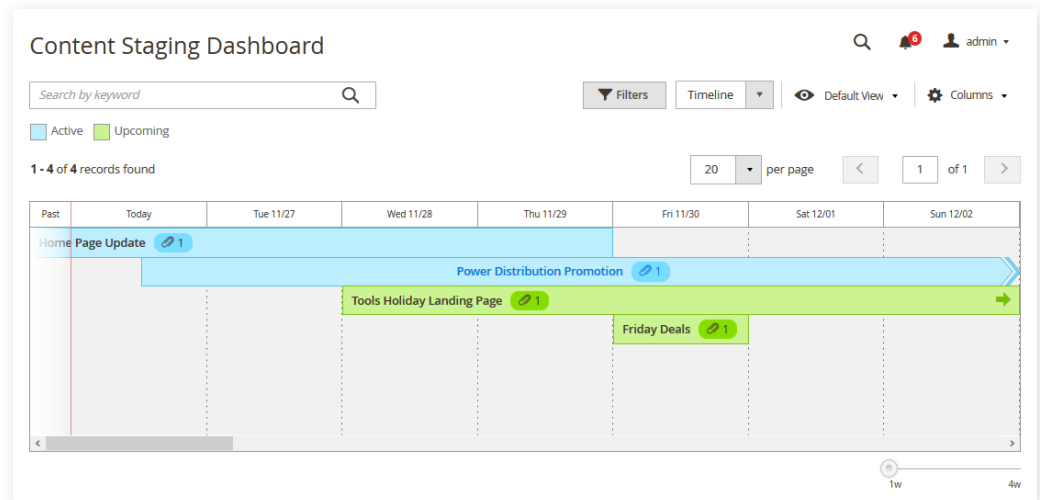 Content Staging Dashboard
6
admin
Search by keyword
Filters
Timeline
Default View
Columns
Active
Upcoming
1 - 4 of 4 records found
20
per page
1
of 1
Past Today Tue 11/27 Wed 11/28 Thu 11/29 Fri 11/30 Sat 12/01 Sun 12/02
Home Page Update 1
Power Distribution Promotion 1
Tools Holiday Landing Page 1
Friday Deals 1
1w
4w